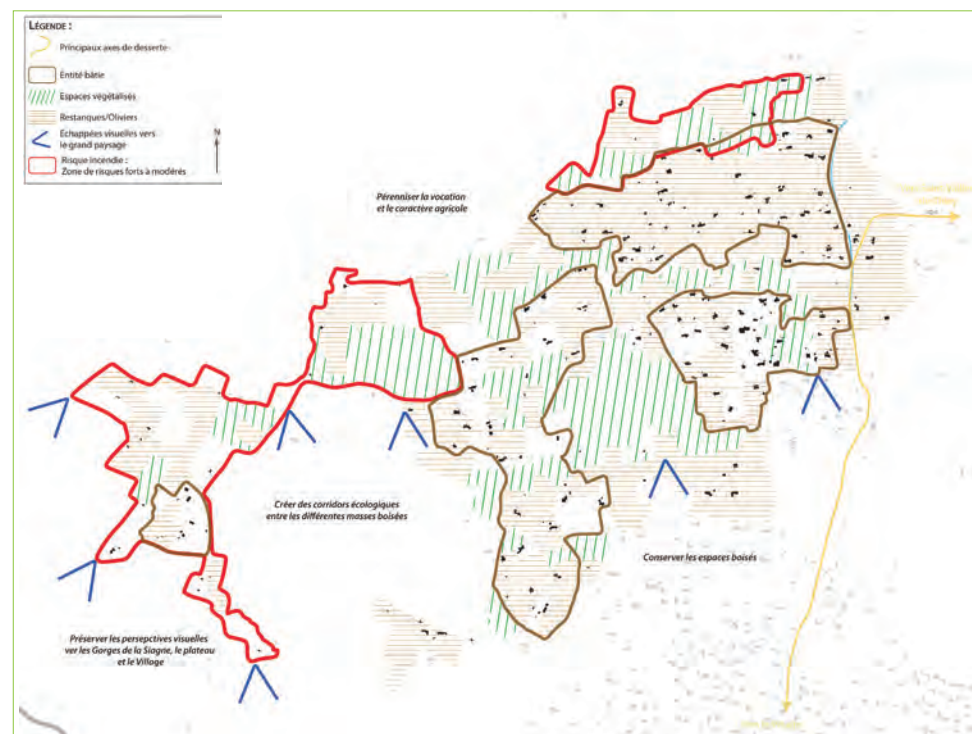 LÉGENDE :
Principaux axes de desserte
Entité bâtie
Espaces végétalisés
Restanques/Oliviers
Echappées visuelles vers
le grand paysage
N
Risque incendie :
Zone de risques forts à modérés
Pérenniser la vocation
et le caractère agricole
Créer des corridors écologiques
entre les différentes masses boisées
Conserver les espaces boisés
Préserver les persepctives visuelles
ver les Gorges de la Siagne, le plateau
et le Village